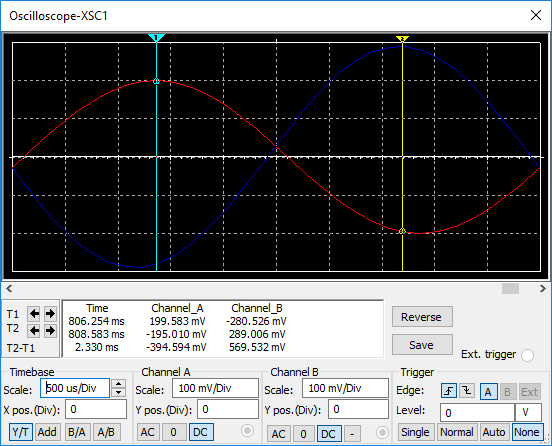 Oscilloscope-XSC1
1
2
Time Channel_A Channel_B
T1 806.254 ms 199.583 mV -280.526 mV
T2 808.583 ms -195.010 mV 289.006 mV
T2-T1 2.330 ms -394.594 mV 569.532 mV
Reverse
Save
Ext. trigger
Timebase
Scale: 500 us/Div
X pos.(Div): 0
Y/T Add B/A A/B
Channel A
Scale: 100 mV/Div
Y pos.(Div): 0
AC 0 DC
Channel B
Scale: 100 mV/Div
Y pos.(Div): 0
AC 0 DC -
Trigger
Edge: A B Ext
Level: 0 V
Single Normal Auto None